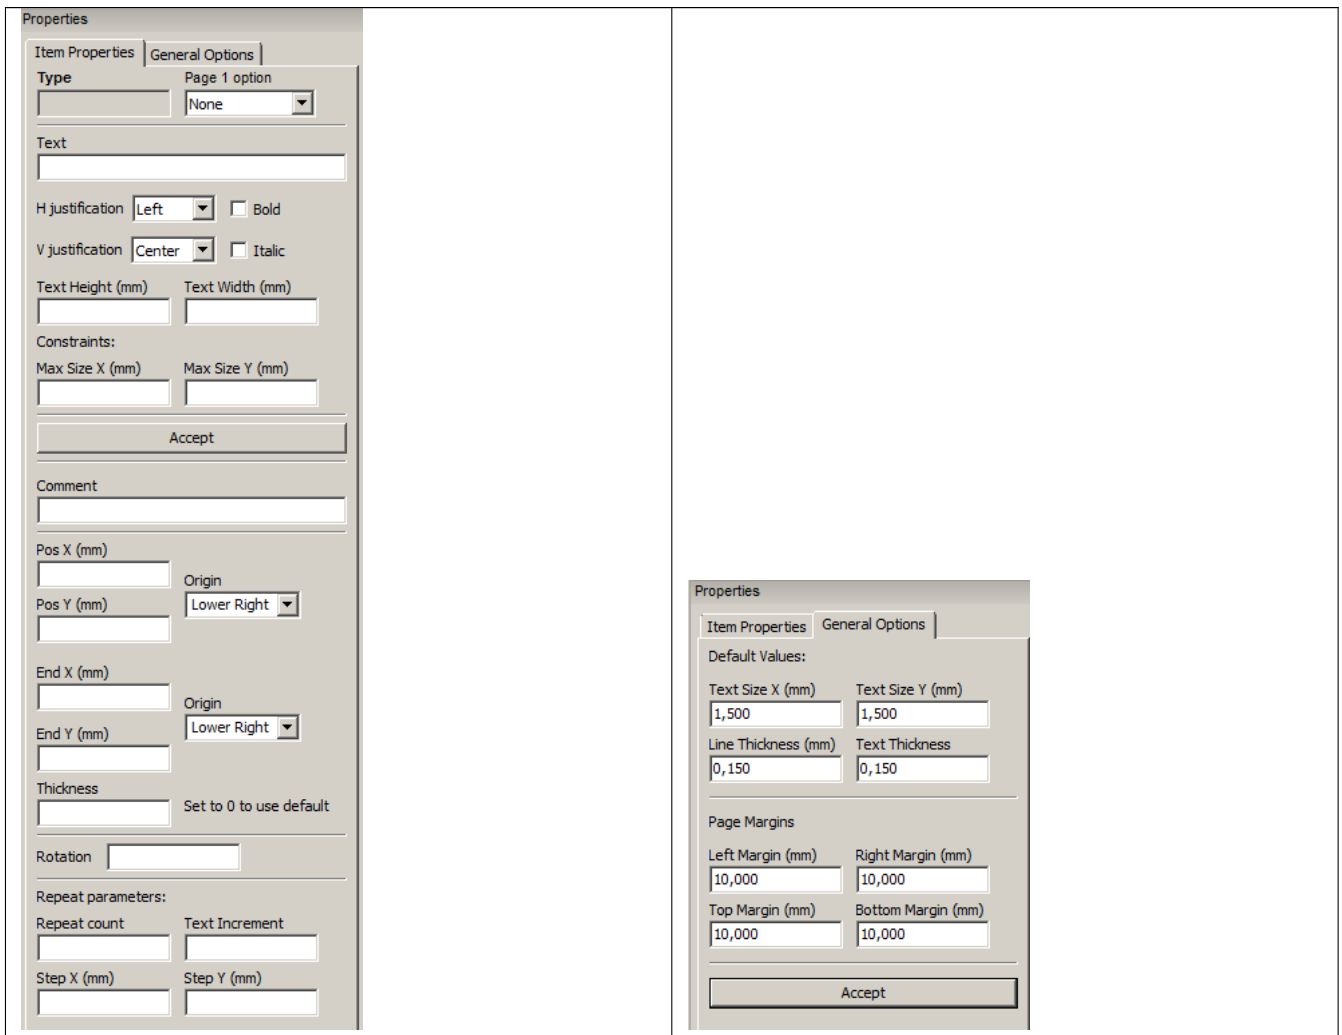 Properties
Item Properties General Options
Type Page 1 option
None
Text
H justification Left Bold
V justification Center Italic
Text Height (mm) Text Width (mm)
Constraints:
Max Size X (mm) Max Size Y (mm)
Accept
Comment
Pos X (mm)
Origin
Pos Y (mm) Lower Right
End X (mm)
Origin
End Y (mm) Lower Right
Thickness
Set to 0 to use default
Rotation
Repeat parameters:
Repeat count Text Increment
Step X (mm) Step Y (mm)
Properties
Item Properties General Options
Default Values:
Text Size X (mm) Text Size Y (mm)
1,500 1,500
Line Thickness (mm) Text Thickness
0,150 0,150
Page Margins
Left Margin (mm) Right Margin (mm)
10,000 10,000
Top Margin (mm) Bottom Margin (mm)
10,000 10,000
Accept